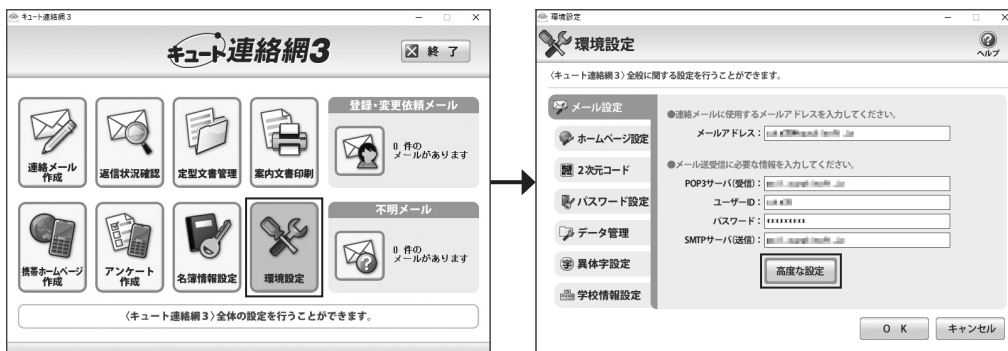 キュート連絡網3
キュート連絡網3
終 了
連絡メール
作成
返信状況確認
定型文書管理
案内文書印刷
登録・変更依頼メール
0 件の
メールがあります
携帯ホームページ
作成
アンケート
作成
名簿情報設定
環境設定
不明メール
0 件の
メールがあります
〈キュート連絡網3〉全体の設定を行うことができます。
環境設定
環境設定
ヘルプ
〈キュート連絡網3〉全般に関する設定を行うことができます。
メール設定
ホームページ設定
2次元コード
パスワード設定
データ管理
異体字設定
学校情報設定
●連絡メールに使用するメールアドレスを入力してください。
メールアドレス：
●メール送受信に必要な情報を入力してください。
POP3サーバ(受信)：
ユーザーID：
パスワード：xxxxxxxxx
SMTPサーバ(送信)：
高度な設定
O K
キャンセル